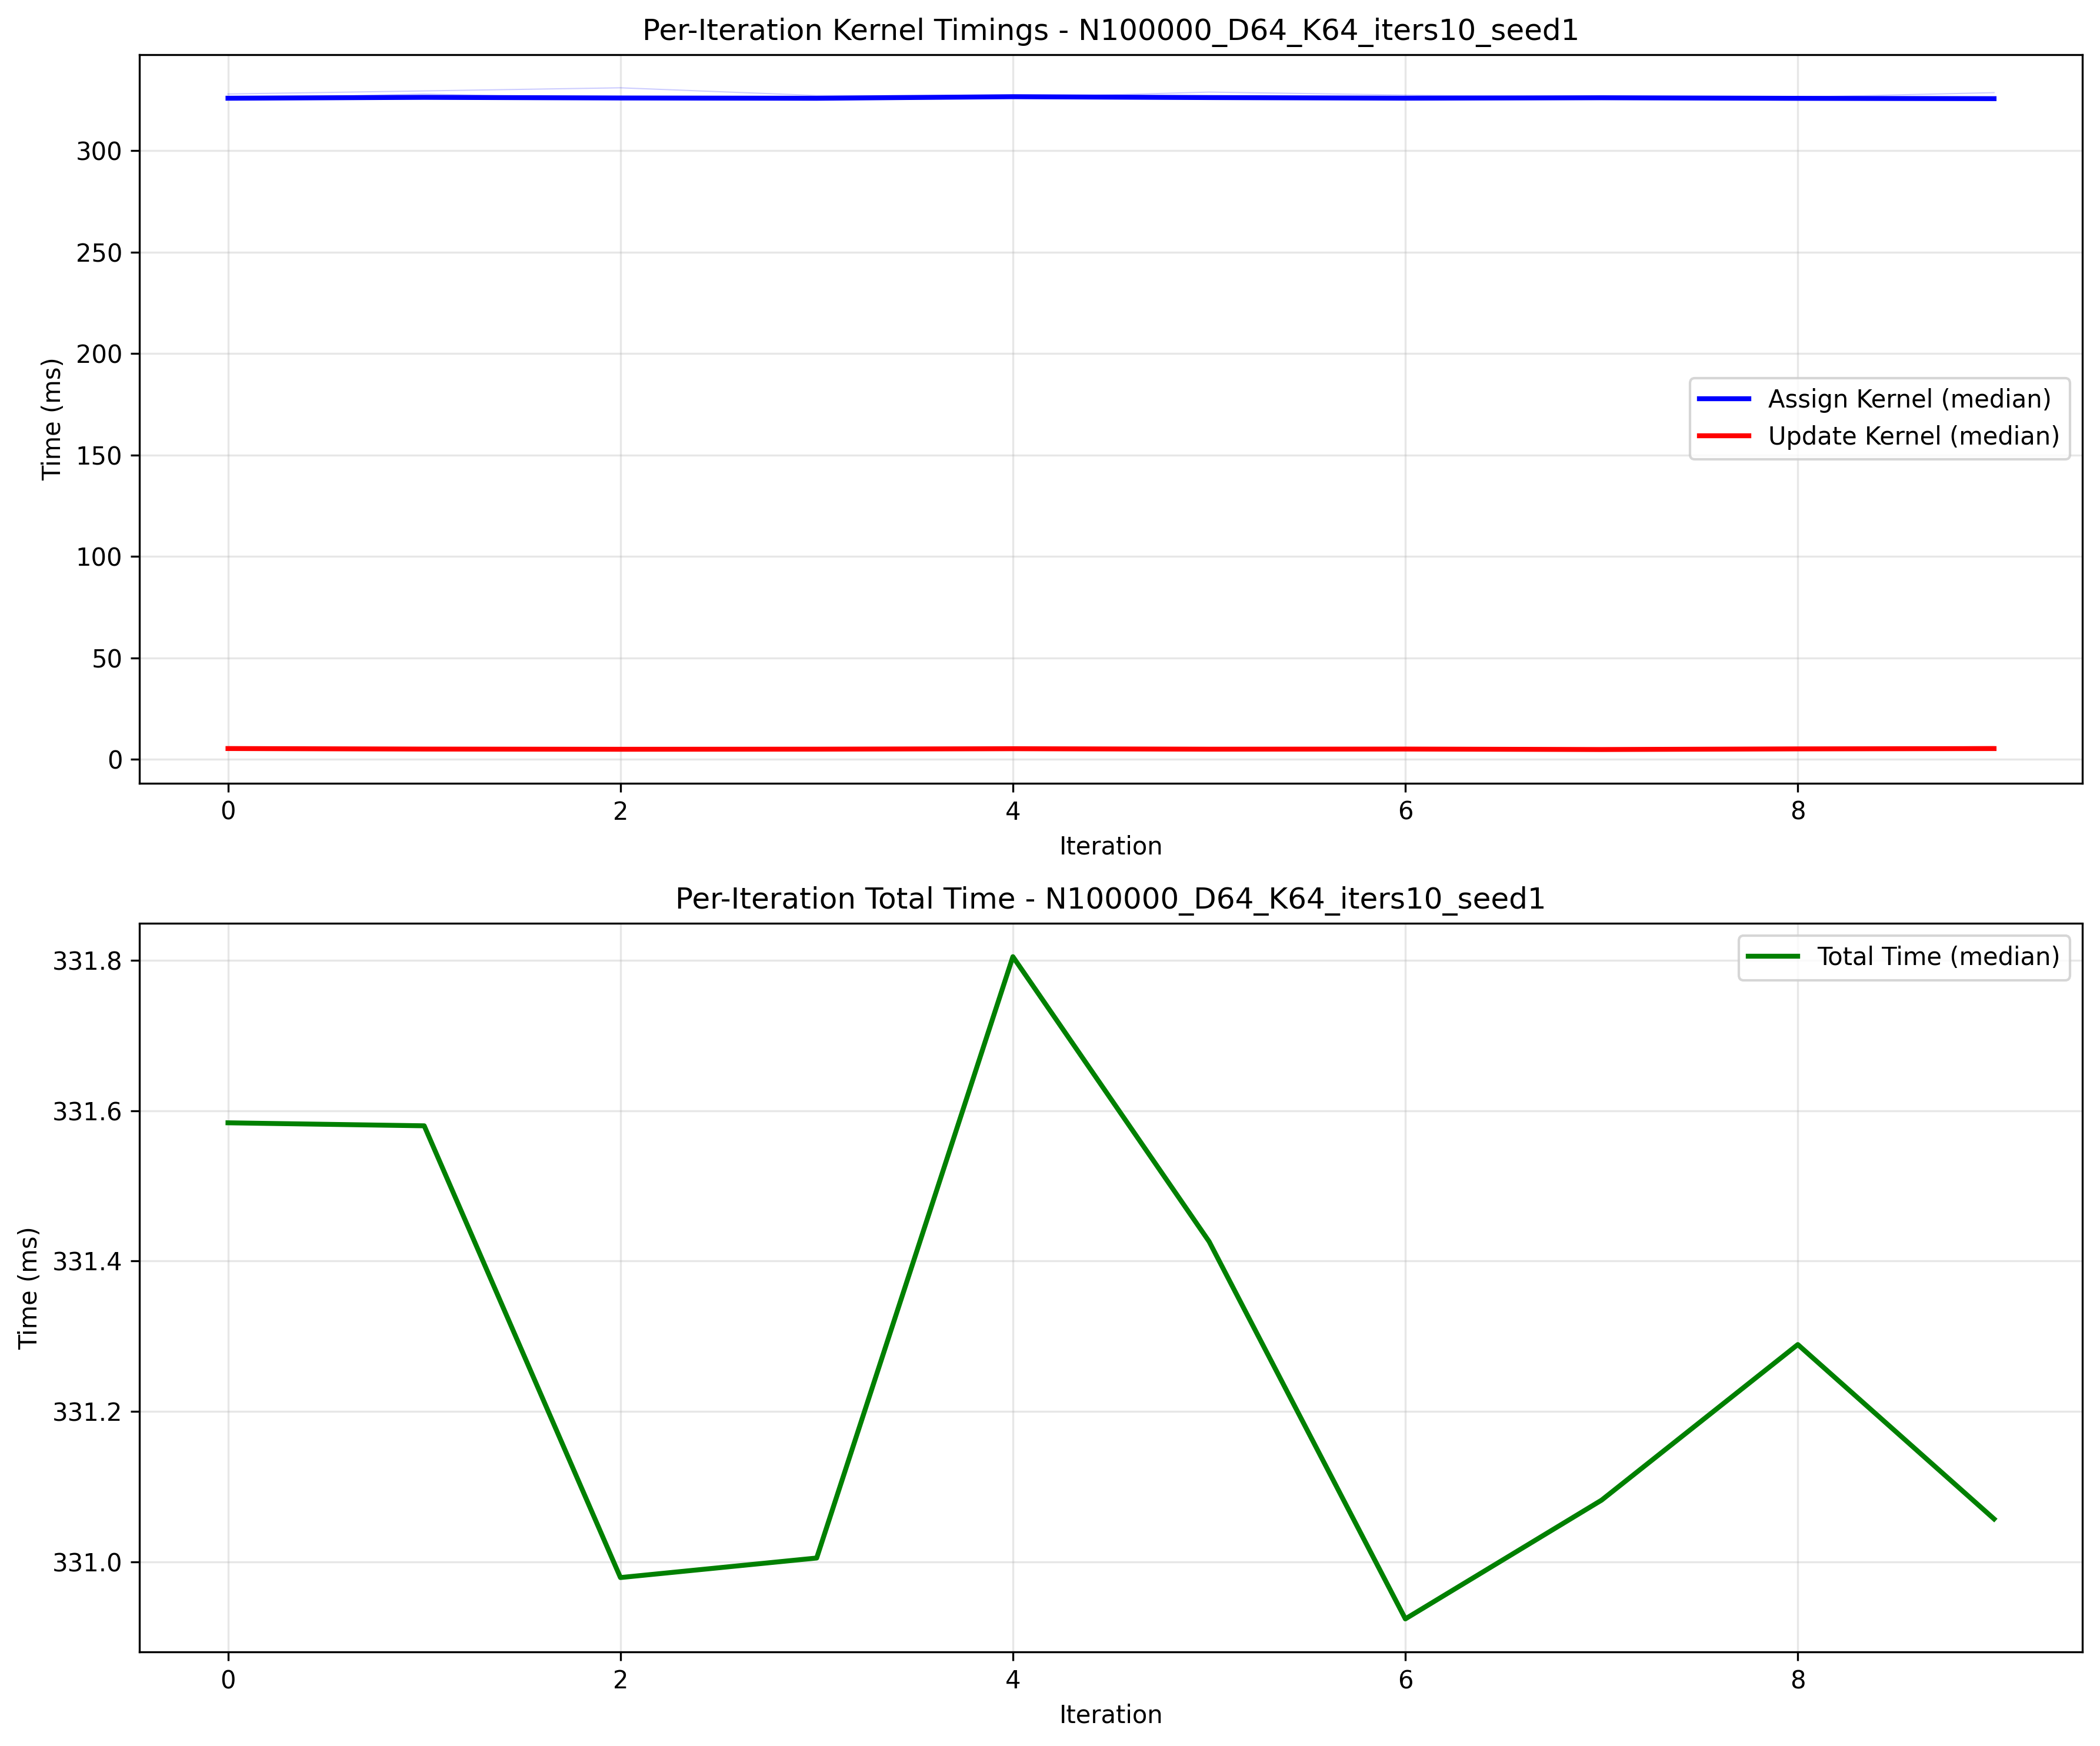 Per-Iteration Kernel Timings - N100000_D64_K64_iters10_seed1
Time (ms)
300
250
200
150
100
50
0
Assign Kernel (median)
Update Kernel (median)
0 2 4 6 8
Iteration
Per-Iteration Total Time - N100000_D64_K64_iters10_seed1
Time (ms)
331.8
331.6
331.4
331.2
331.0
Total Time (median)
0 2 4 6 8
Iteration